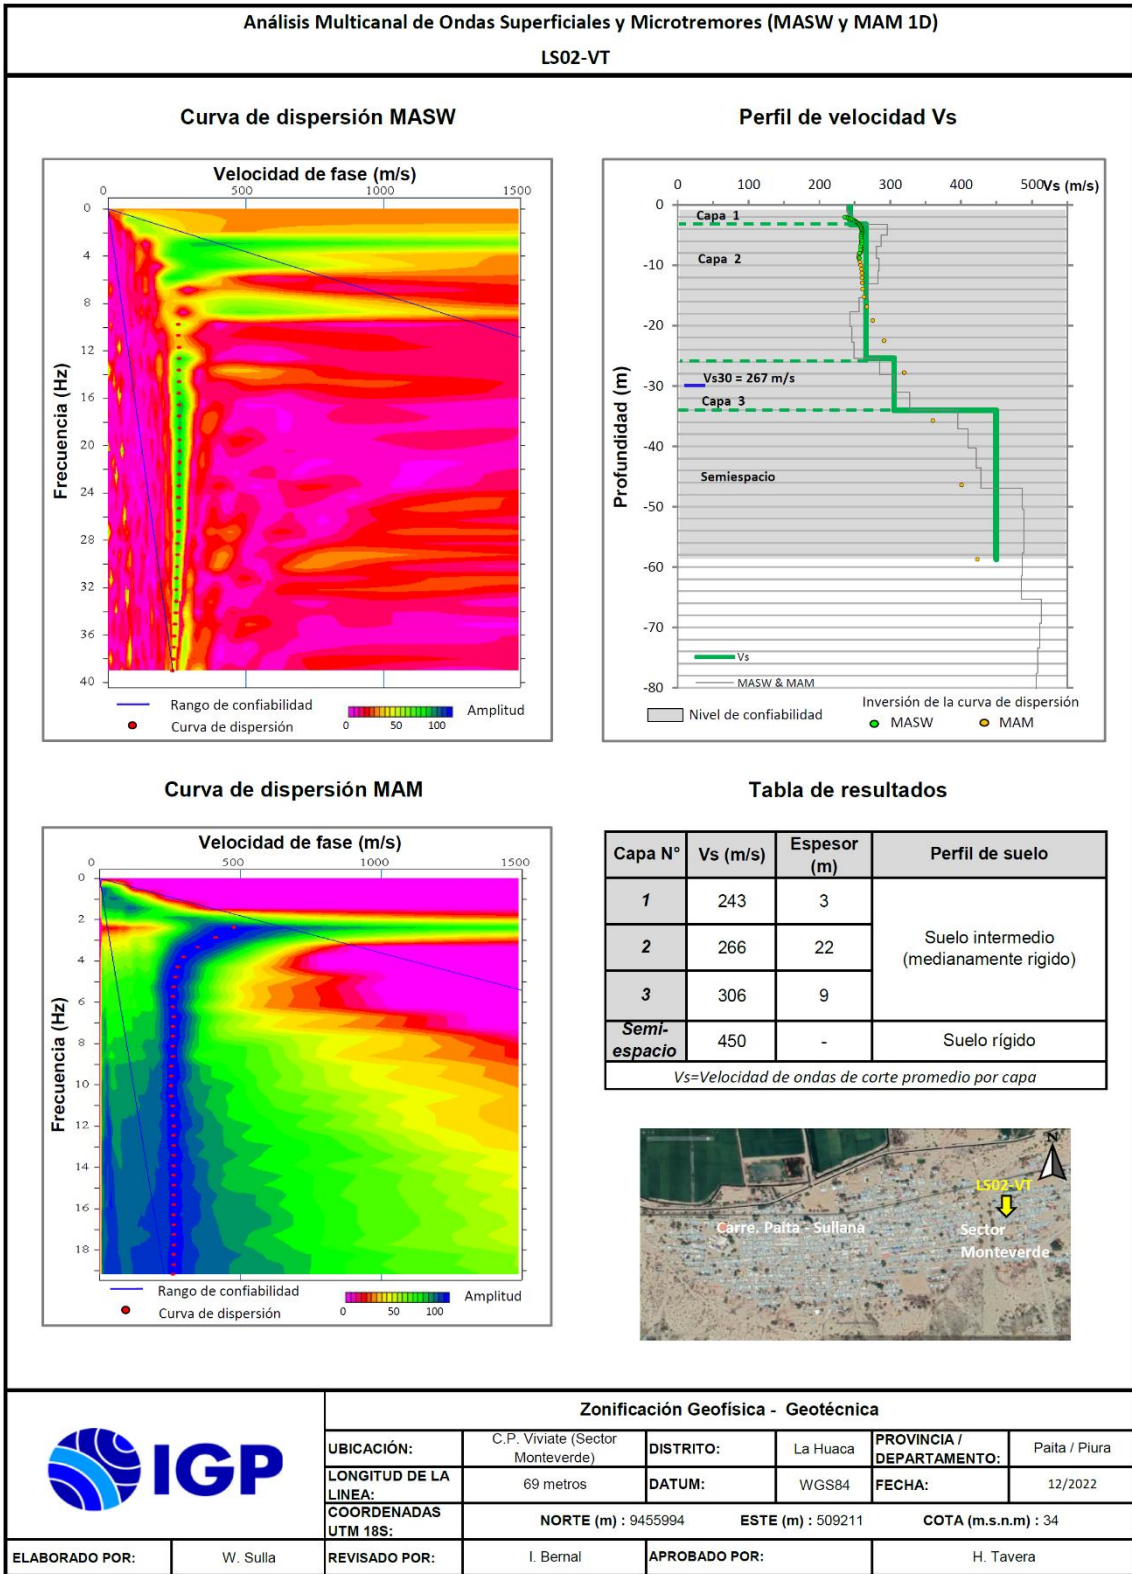 Análisis Multicanal de Ondas Superficiales y Microtremores (MASW y MAM 1D)
LS02-VT
Curva de dispersión MASW
Velocidad de fase (m/s)
0 500 1000 1500
Frecuencia (Hz)
0
4
8
12
16
20
24
28
32
36
40
Rango de confiabilidad
Curva de dispersión
Amplitud
0 50 100
Perfil de velocidad Vs
0 100 200 300 400 500 Vs (m/s)
Profundidad (m)
0
-10
-20
-30
-40
-50
-60
-70
-80
Capa 1
Capa 2
Vs30 = 267 m/s
Capa 3
Semiespacio
Vs
MASW & MAM
Nivel de confiabilidad
Inversión de la curva de dispersión
MASW MAM
Curva de dispersión MAM
Velocidad de fase (m/s)
0 500 1000 1500
Frecuencia (Hz)
0
2
4
6
8
10
12
14
16
18
Rango de confiabilidad
Curva de dispersión
Amplitud
0 50 100
Tabla de resultados
Capa N° Vs (m/s) Espesor (m) Perfil de suelo
1 243 3
2 266 22
3 306 9
Suelo intermedio
(medianamente rigido)
Semi-espacio 450 - Suelo rígido
Vs=Velocidad de ondas de corte promedio por capa
N
LS02-VT
Carre. Paita - Sullana
Sector
Monteverde
IGP
Zonificación Geofísica - Geotécnica
UBICACIÓN: C.P. Viviate (Sector Monteverde) DISTRITO: La Huaca PROVINCIA / DEPARTAMENTO: Paita / Piura
LONGITUD DE LA LINEA: 69 metros DATUM: WGS84 FECHA: 12/2022
COORDENADAS UTM 18S: NORTE (m) : 9455994 ESTE (m) : 509211 COTA (m.s.n.m) : 34
ELABORADO POR: W. Sulla REVISADO POR: I. Bernal APROBADO POR: H. Tavera